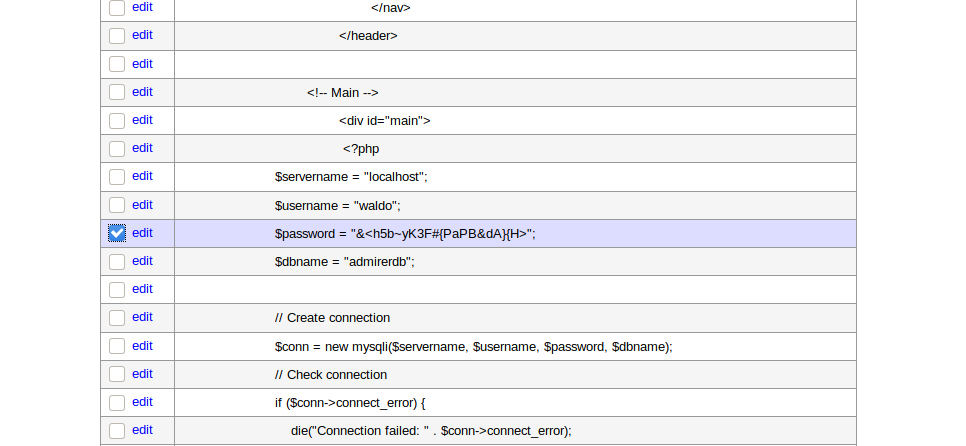 edit </nav>
edit </header>
edit
edit <!-- Main -->
edit <div id="main">
edit <?php
edit $servername = "localhost";
edit $username = "waldo";
edit $password = "&<h5b~yK3F#{PaPB&dA}{H>";
edit $dbname = "admirerdb";
edit
edit // Create connection
edit $conn = new mysqli($servername, $username, $password, $dbname);
edit // Check connection
edit if ($conn->connect_error) {
edit die("Connection failed: " . $conn->connect_error);